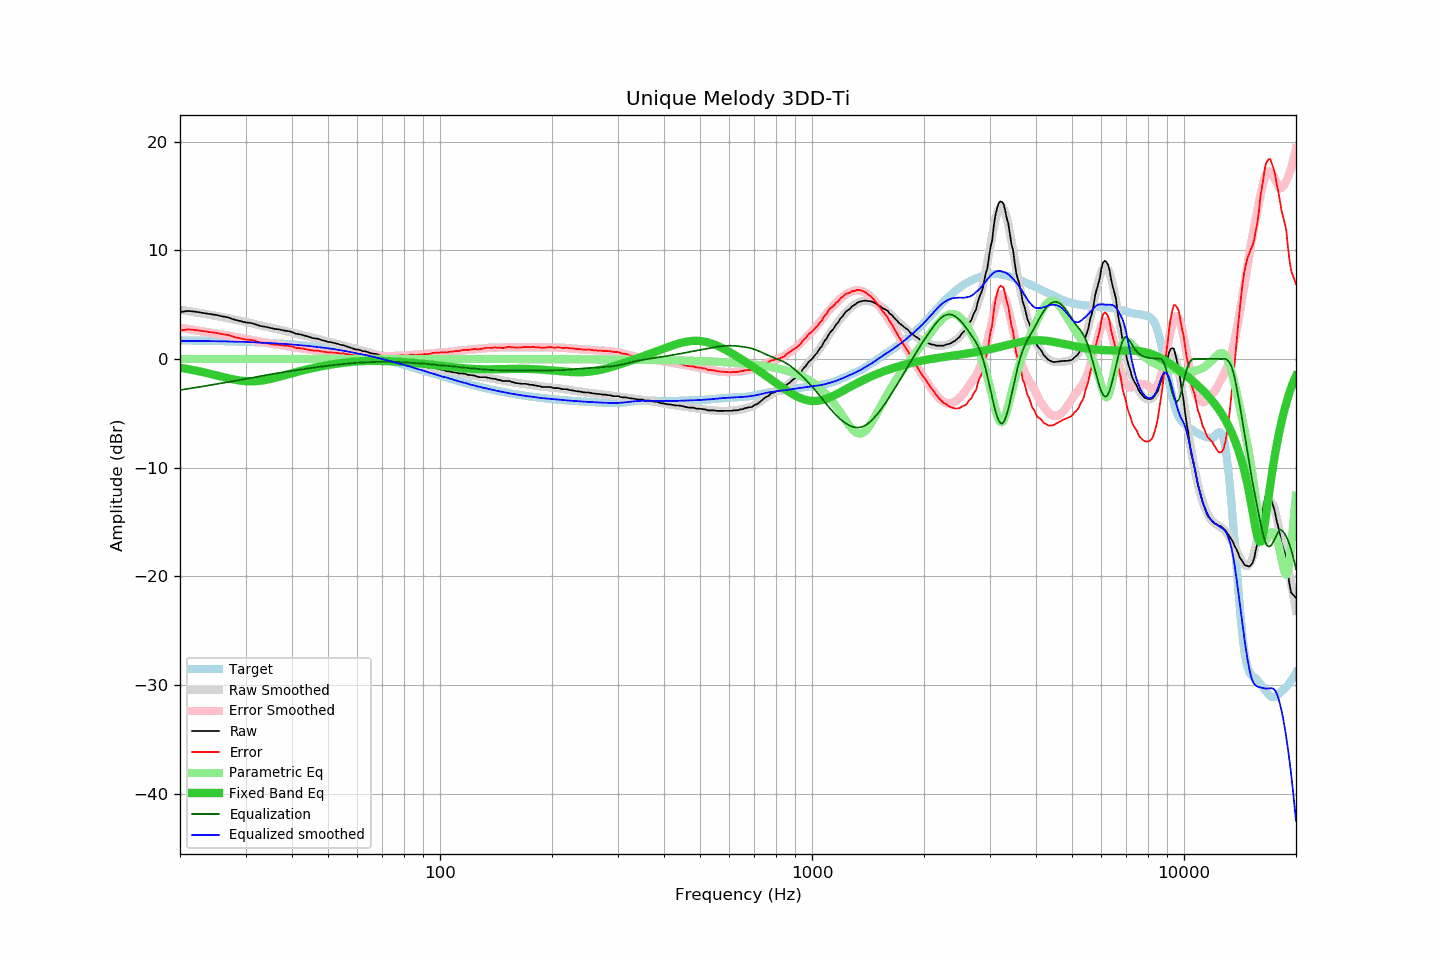 Unique Melody 3DD-Ti
20
10
0
−10
−20
−30
−40
Amplitude (dBr)
Target
Raw Smoothed
Error Smoothed
Raw
Error
Parametric Eq
Fixed Band Eq
Equalization
Equalized smoothed
100
1000
10000
Frequency (Hz)